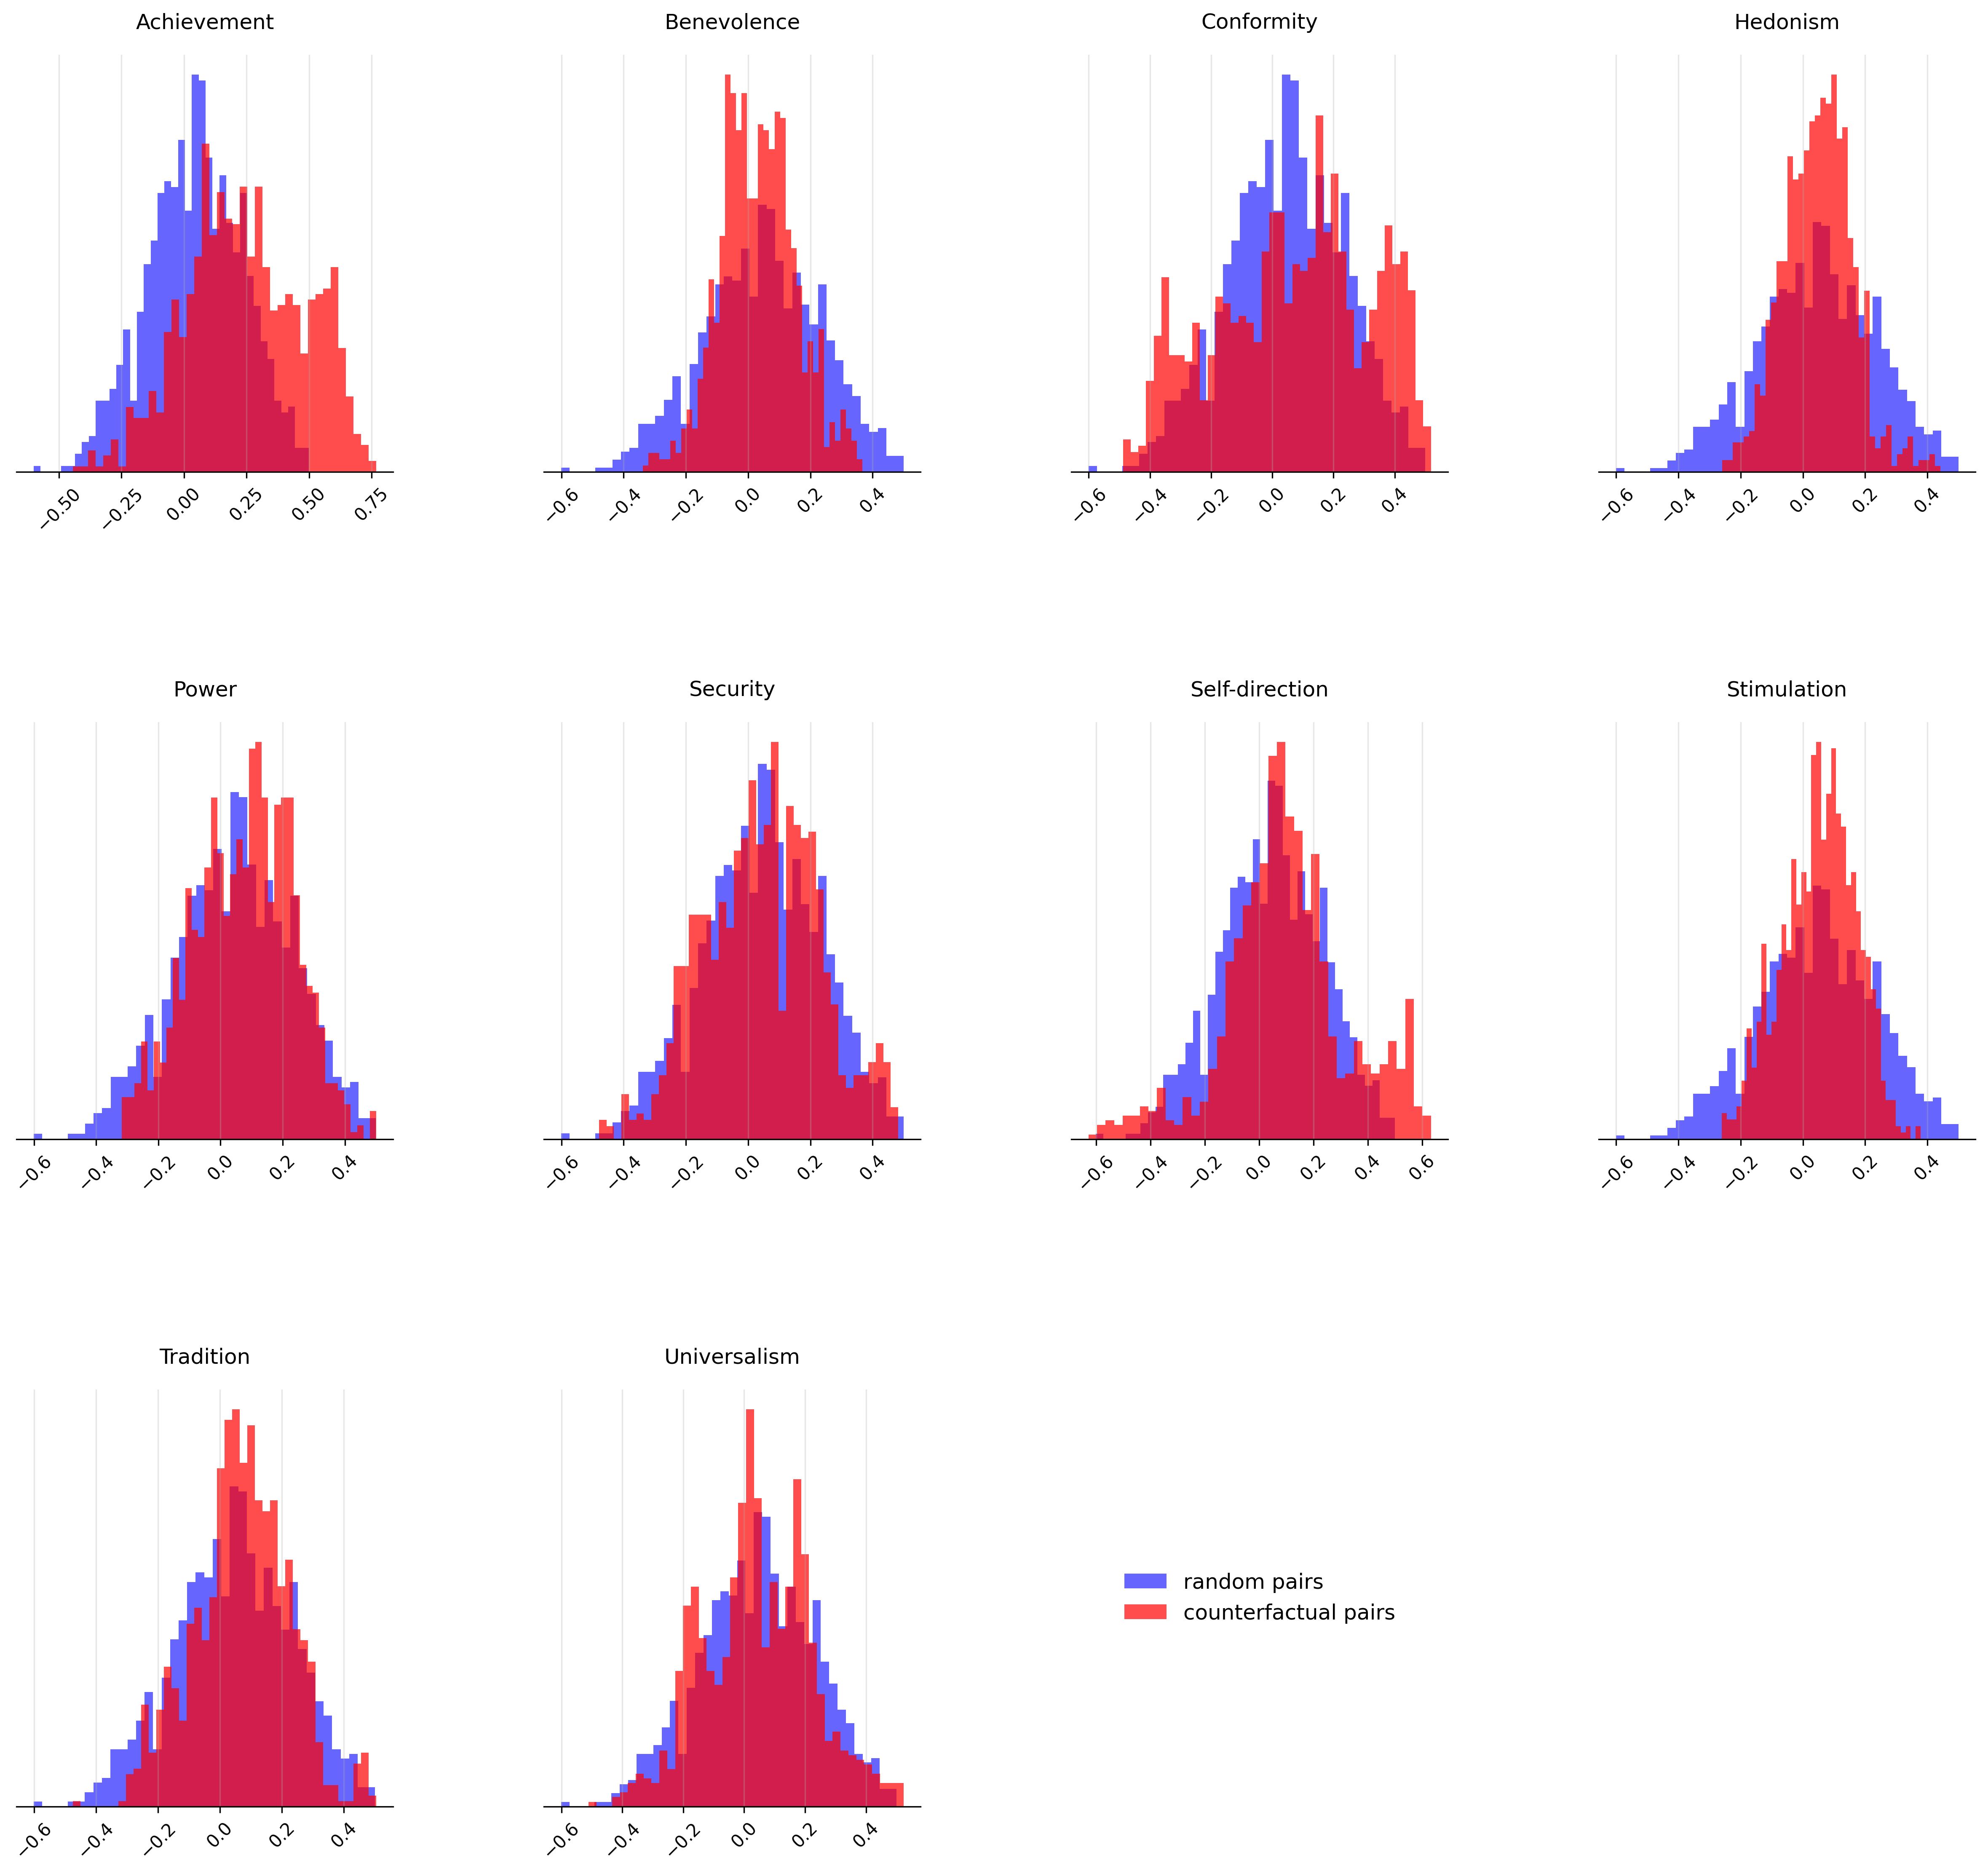 Achievement Benevolence Conformity Hedonism
−0.50 −0.25 0.00 0.25 0.50 0.75 −0.6 −0.4 −0.2 0.0 0.2 0.4 −0.6 −0.4 −0.2 0.0 0.2 0.4 −0.6 −0.4 −0.2 0.0 0.2 0.4
Power Security Self-direction Stimulation
−0.6 −0.4 −0.2 0.0 0.2 0.4 −0.6 −0.4 −0.2 0.0 0.2 0.4 −0.6 −0.4 −0.2 0.0 0.2 0.4 0.6 −0.6 −0.4 −0.2 0.0 0.2 0.4
Tradition Universalism
random pairs
counterfactual pairs
−0.6 −0.4 −0.2 0.0 0.2 0.4 −0.6 −0.4 −0.2 0.0 0.2 0.4